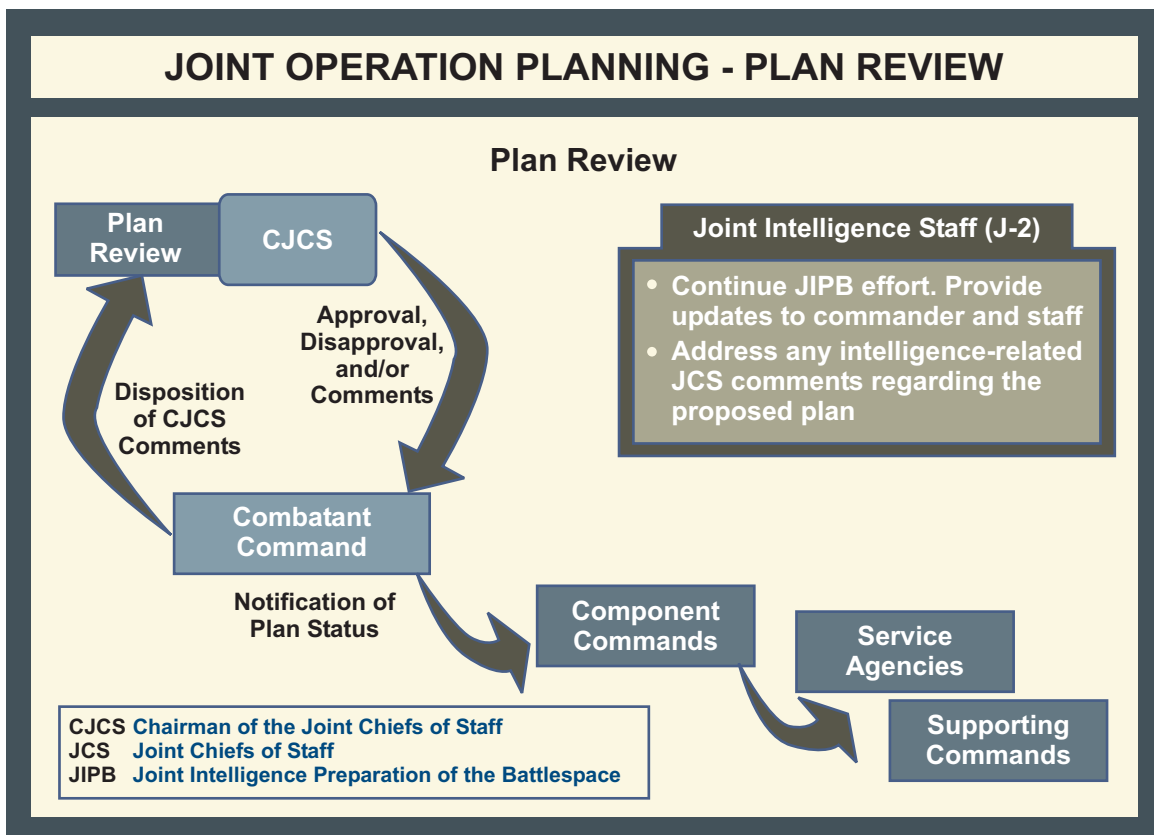 JOINT OPERATION PLANNING - PLAN REVIEW
Plan Review
Plan
Review
CJCS
Joint Intelligence Staff (J-2)
• Continue JIPB effort. Provide
updates to commander and staff
• Address any intelligence-related
JCS comments regarding the
proposed plan
Approval,
Disapproval,
and/or
Comments
Disposition
of CJCS
Comments
Combatant
Command
Notification of
Plan Status
Component
Commands
Service
Agencies
Supporting
Commands
CJCS Chairman of the Joint Chiefs of Staff
JCS Joint Chiefs of Staff
JIPB Joint Intelligence Preparation of the Battlespace